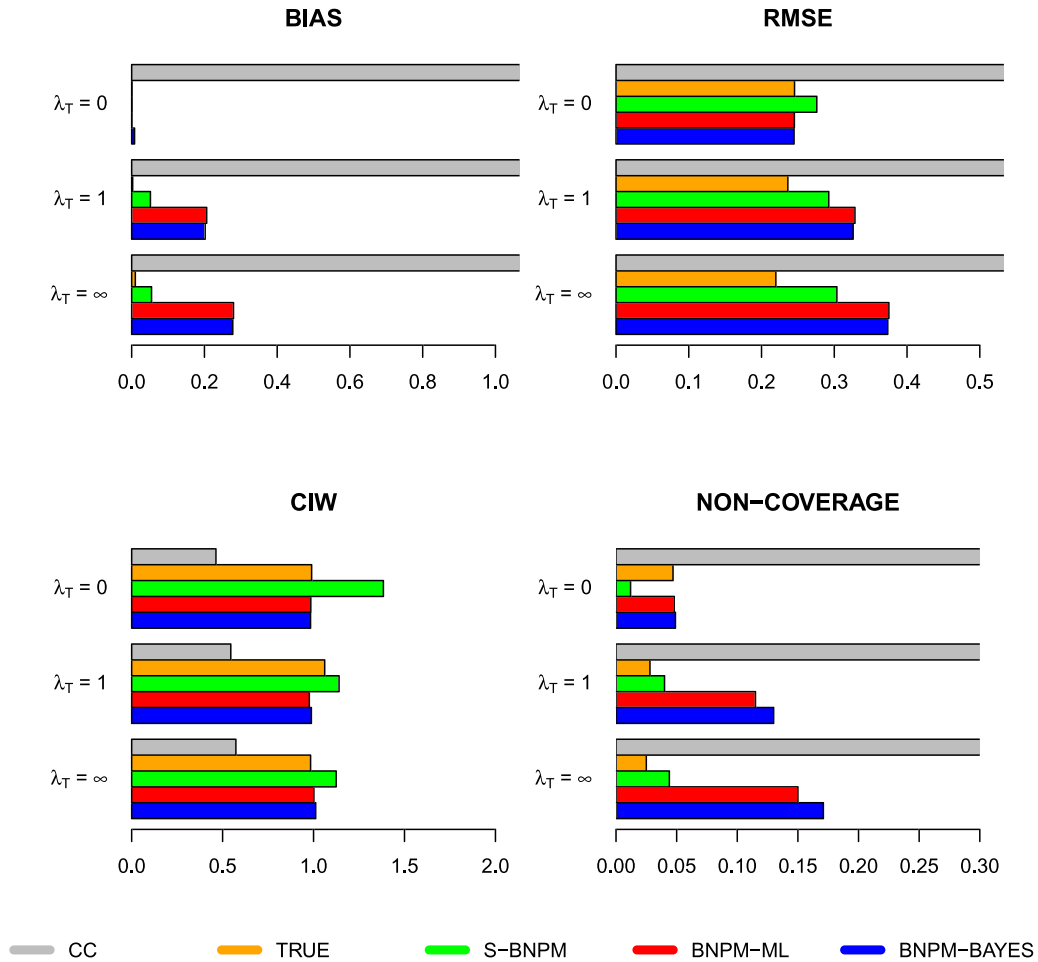 BIAS
λT = 0
λT = 1
λT = ∞
0.0 0.2 0.4 0.6 0.8 1.0
RMSE
λT = 0
λT = 1
λT = ∞
0.0 0.1 0.2 0.3 0.4 0.5
CIW
λT = 0
λT = 1
λT = ∞
0.0 0.5 1.0 1.5 2.0
NON−COVERAGE
λT = 0
λT = 1
λT = ∞
0.00 0.05 0.10 0.15 0.20 0.25 0.30
CC TRUE S−BNPM BNPM−ML BNPM−BAYES